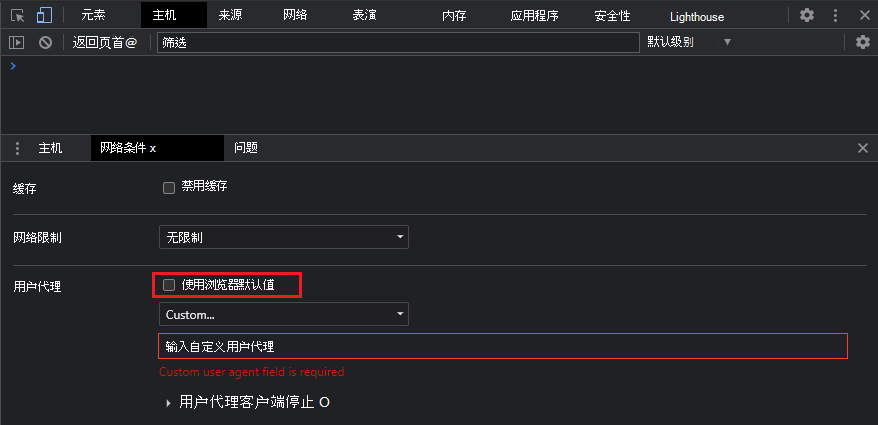 元素 主机 来源 网络 表演 内存 应用程序 安全性 Lighthouse
返回页首@ 筛选 默认级别
主机 网络条件 x 问题
缓存 禁用缓存
网络限制 无限制
用户代理 使用浏览器默认值
Custom...
输入自定义用户代理
Custom user agent field is required
用户代理客户端停止 O